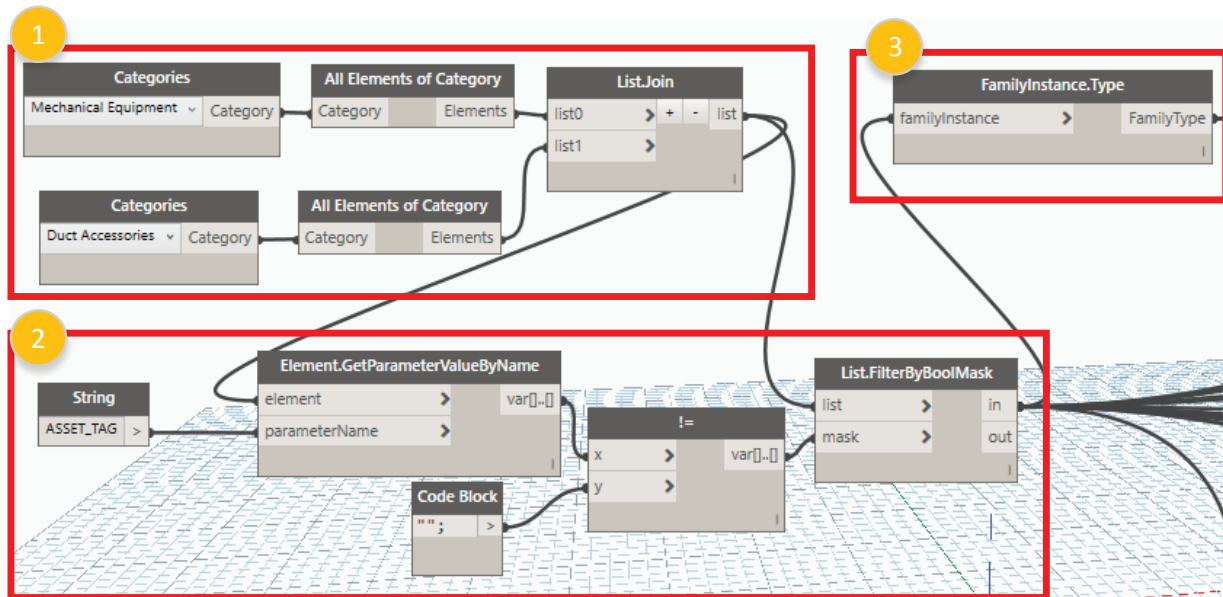 1
Categories
Mechanical Equipment
Category
All Elements of Category
Category
Elements
List.Join
list0
>
+
-
list
list1
>
l
Categories
Duct Accessories
Category
All Elements of Category
Category
Elements
2
String
ASSET_TAG
>
Element.GetParameterValueByName
element
>
var[]..[]
parameterName
>
l
Code Block
"";
>
!=
x
>
var[]..[]
y
>
l
List.FilterByBoolMask
list
>
in
mask
>
out
l
3
FamilyInstance.Type
familyInstance
>
FamilyType
l